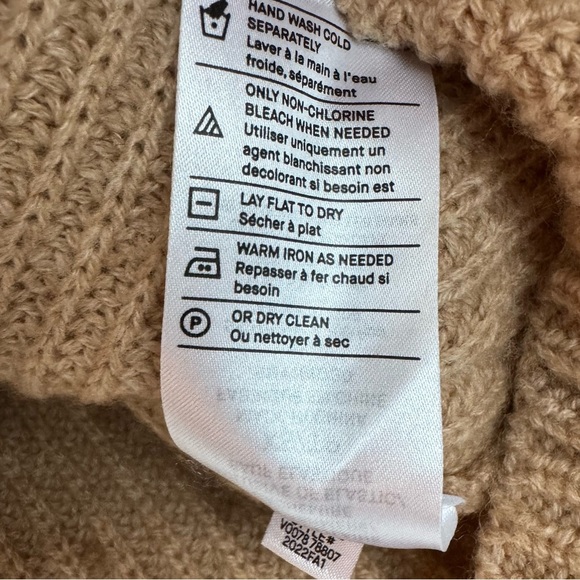 HAND WASH COLD
SEPARATELY
Laver à la main à l'eau
froide, séparément
ONLY NON-CHLORINE
BLEACH WHEN NEEDED
Utiliser uniquement un
agent blanchissant non
decolorant si besoin est
LAY FLAT TO DRY
Sécher à plat
WARM IRON AS NEEDED
Repasser à fer chaud si
besoin
P
OR DRY CLEAN
Ou nettoyer à sec
V0078 78807
2022FA1